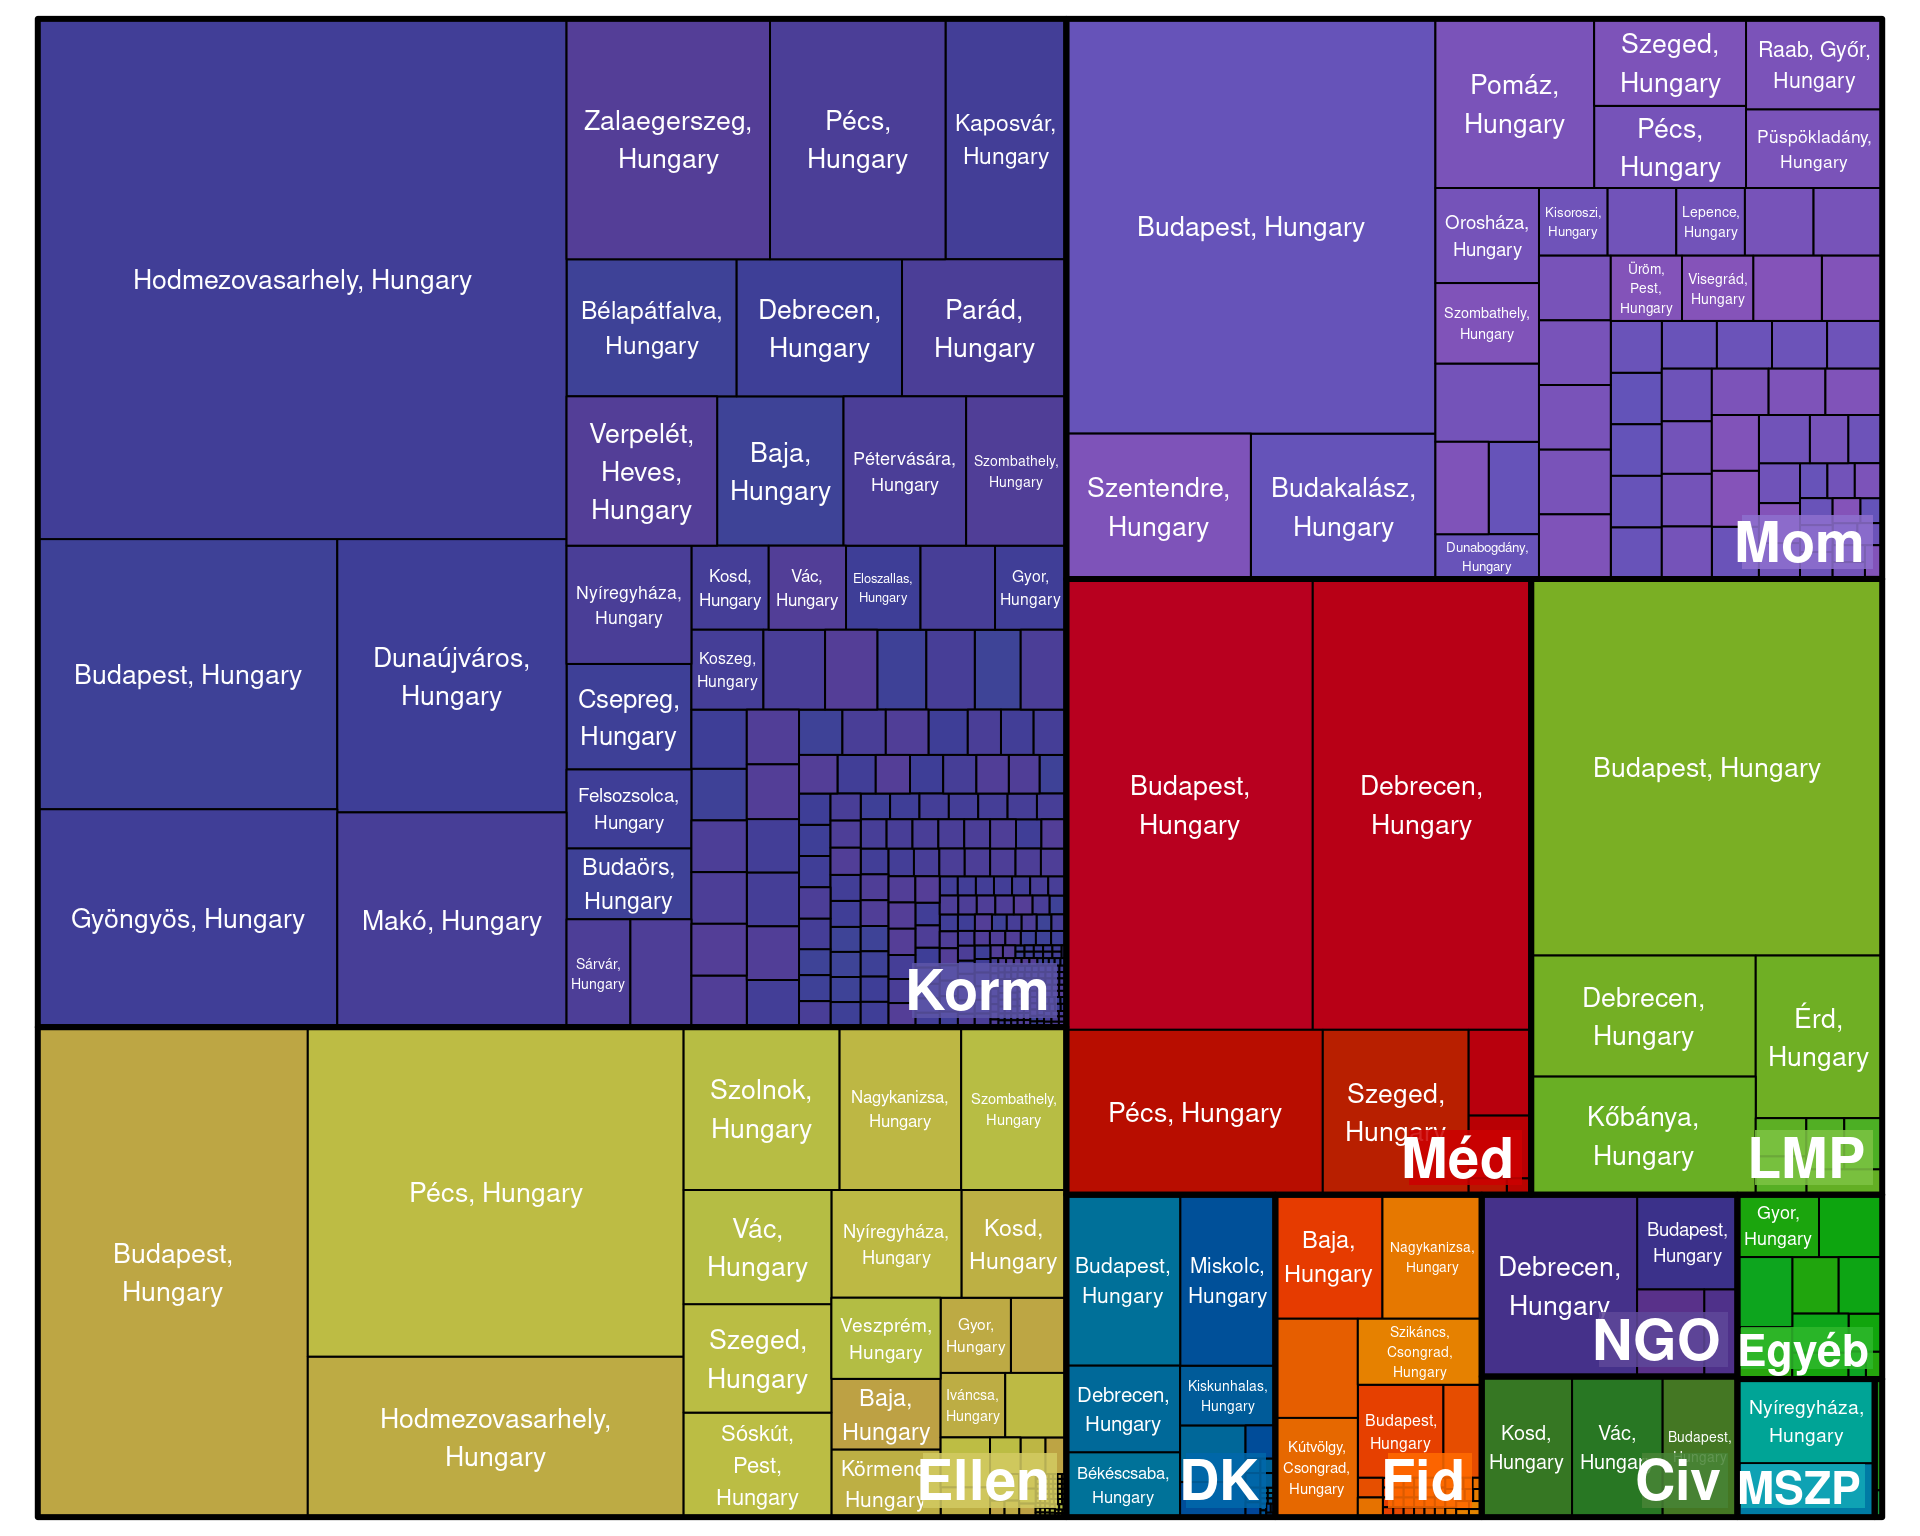 Hodmezovasarhely, Hungary
Zalaegerszeg,
Hungary
Pécs,
Hungary
Kaposvár,
Hungary
Bélapátfalva,
Hungary
Debrecen,
Hungary
Parád,
Hungary
Verpelét,
Heves,
Hungary
Baja,
Hungary
Pétervására,
Hungary
Szombathely,
Hungary
Budapest, Hungary
Dunaújváros,
Hungary
Gyöngyös, Hungary
Makó, Hungary
Nyíregyháza,
Hungary
Kosd,
Hungary
Vác,
Hungary
Eloszallas,
Hungary
Gyor,
Hungary
Koszeg,
Hungary
Csepreg,
Hungary
Felsozsolca,
Hungary
Budaörs,
Hungary
Sárvár,
Hungary
Korm
Budapest, Hungary
Pomáz,
Hungary
Szeged,
Hungary
Raab, Győr,
Hungary
Pécs,
Hungary
Püspökladány,
Hungary
Orosháza,
Hungary
Kisoroszi,
Hungary
Lepence,
Hungary
Üröm,
Pest,
Hungary
Visegrád,
Hungary
Szombathely,
Hungary
Szentendre,
Hungary
Budakalász,
Hungary
Dunabogdány,
Hungary
Mom
Budapest,
Hungary
Debrecen,
Hungary
Pécs, Hungary
Szeged,
Hungary
Méd
Budapest, Hungary
Debrecen,
Hungary
Érd,
Hungary
Kőbánya,
Hungary
LMP
Budapest,
Hungary
Pécs, Hungary
Hodmezovasarhely,
Hungary
Szolnok,
Hungary
Nagykanizsa,
Hungary
Szombathely,
Hungary
Vác,
Hungary
Nyíregyháza,
Hungary
Kosd,
Hungary
Szeged,
Hungary
Veszprém,
Hungary
Gyor,
Hungary
Baja,
Hungary
Iváncsa,
Hungary
Sóskút,
Pest,
Hungary
Körmend,
Hungary
Ellen
Budapest,
Hungary
Miskolc,
Hungary
Debrecen,
Hungary
Kiskunhalas,
Hungary
Békéscsaba,
Hungary
DK
Baja,
Hungary
Nagykanizsa,
Hungary
Szikáncs,
Csongrad,
Hungary
Budapest,
Hungary
Kútvölgy,
Csongrad,
Hungary
Fid
Debrecen,
Hungary
Budapest,
Hungary
NGO
Gyor,
Hungary
Egyéb
Kosd,
Hungary
Vác,
Hungary
Budapest,
Hungary
Civ
Nyíregyháza,
Hungary
MSZP